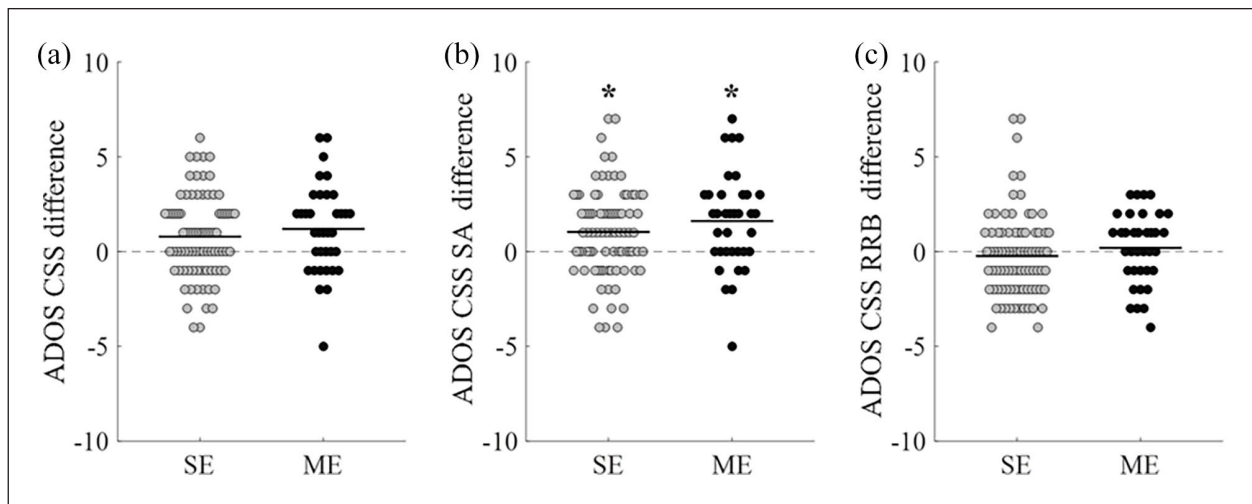 (a)
ADOS CSS difference
10
5
0
-5
-10
SE ME
(b)
ADOS CSS SA difference
10
5
0
-5
-10
* *
SE ME
(c)
ADOS CSS RRB difference
10
5
0
-5
-10
SE ME